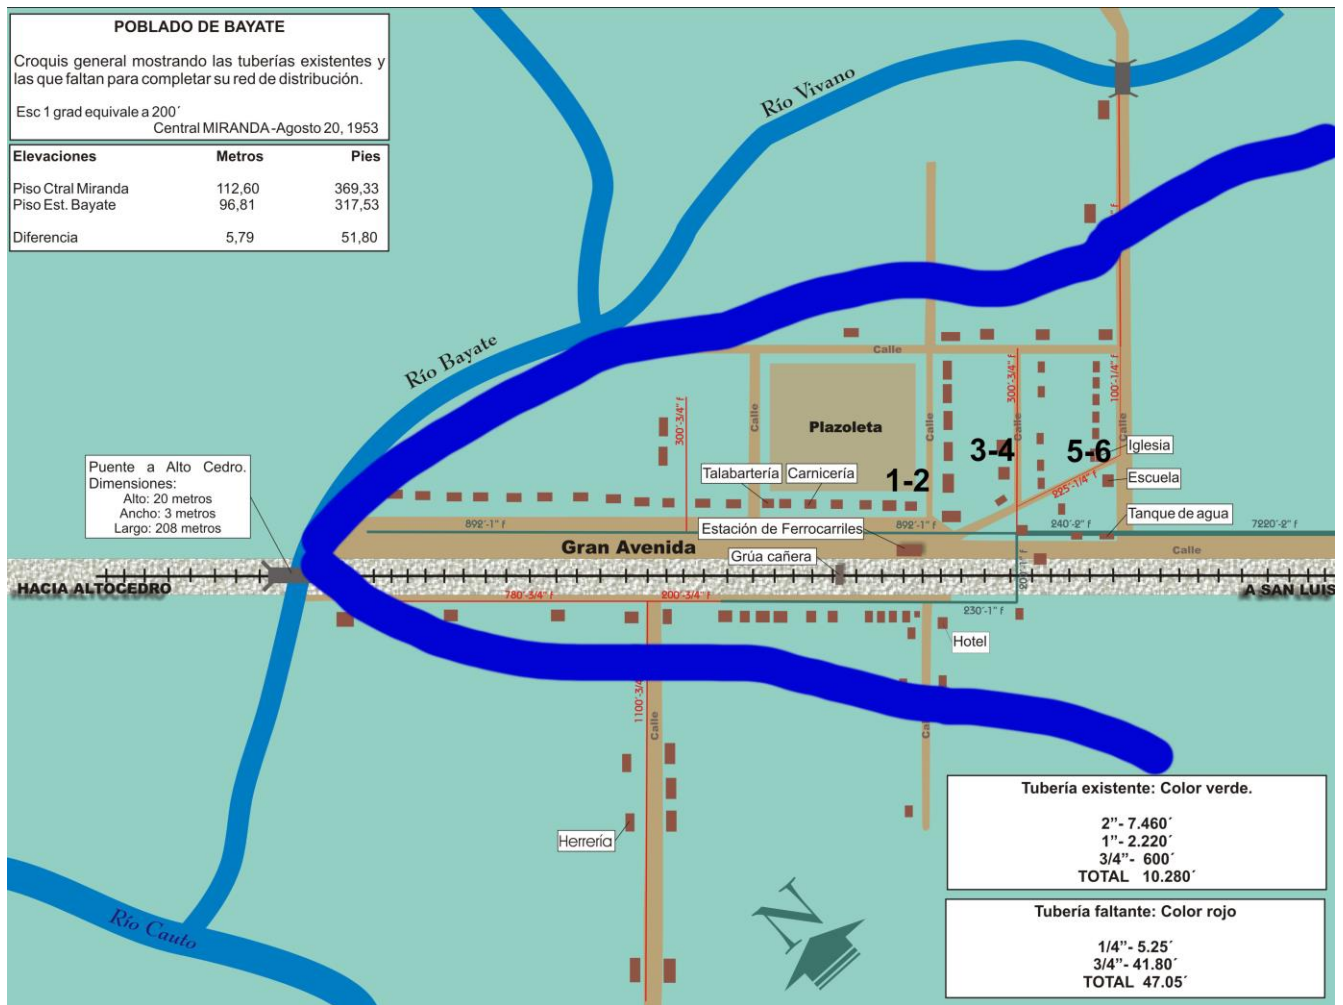 POBLADO DE BAYATE
Croquis general mostrando las tuberías existentes y
las que faltan para completar su red de distribución.
Esc 1 grad equivale a 200´
Central MIRANDA-Agosto 20, 1953
Elevaciones Metros Pies
Piso Ctral Miranda 112,60 369,33
Piso Est. Bayate 96,81 317,53
Diferencia 5,79 51,80
Río Vivano
Río Bayate
Calle
Calle
Plazoleta
Calle
300´-3/4" f
Calle
100´-1/4" f
Calle
300´-3/4" f
1-2
3-4
5-6
Iglesia
Escuela
225´-1/4" f
Talabartería
Carnicería
Puente a Alto Cedro.
Dimensiones:
Alto: 20 metros
Ancho: 3 metros
Largo: 208 metros
892´-1" f
Estación de Ferrocarriles
892´-1" f
240´-2" f
Tanque de agua
7220´-2" f
Gran Avenida
Grúa cañera
Calle
HACIA ALTOCEDRO
A SAN LUIS
780´-3/4" f
200´-3/4" f
230´-1" f
Hotel
1100´-3/4
Calle
Herrería
Río Cauto
N
Tubería existente: Color verde.
2”- 7.460´
1”- 2.220´
3/4”- 600´
TOTAL 10.280´
Tubería faltante: Color rojo
1/4”- 5.25´
3/4”- 41.80´
TOTAL 47.05´